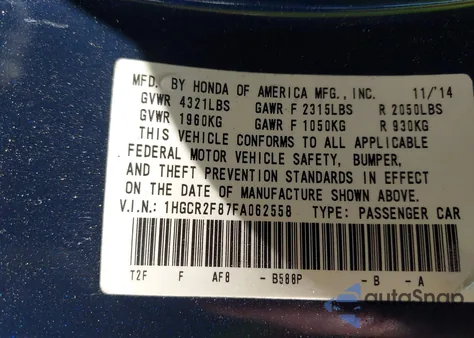 MFD. BY HONDA OF AMERICA MFG., INC. 11/14
GVWR 4321LBS GAWR F 2315LBS R 2050LBS
GVWR 1960KG GAWR F 1050KG R 930KG
THIS VEHICLE CONFORMS TO ALL APPLICABLE
FEDERAL MOTOR VEHICLE SAFETY, BUMPER,
AND THEFT PREVENTION STANDARDS IN EFFECT
ON THE DATE OF MANUFACTURE SHOWN ABOVE.
V.I.N.: 1HGCR2F87FA062558 TYPE: PASSENGER CAR
T2F F AF8 - B588P - B - A
autoSnap